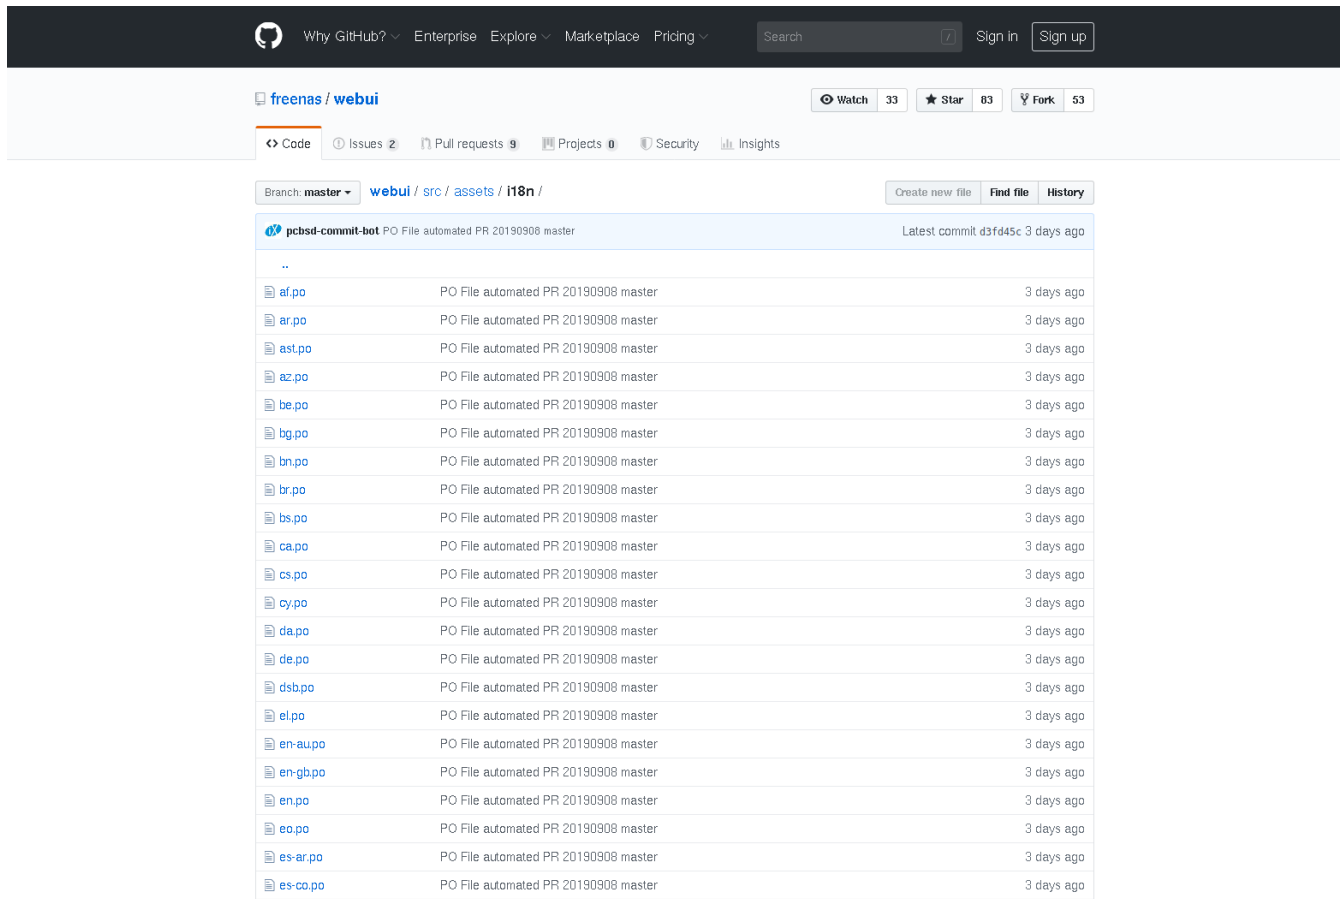 Why GitHub? Enterprise Explore Marketplace Pricing Search / Sign in Sign up
freenas / webui Watch 33 Star 83 Fork 53
Code Issues 2 Pull requests 9 Projects 0 Security Insights
Branch: master webui / src / assets / i18n / Create new file Find file History
pcbsd-commit-bot PO File automated PR 20190908 master Latest commit d3fd45c 3 days ago
..
af.po PO File automated PR 20190908 master 3 days ago
ar.po PO File automated PR 20190908 master 3 days ago
ast.po PO File automated PR 20190908 master 3 days ago
az.po PO File automated PR 20190908 master 3 days ago
be.po PO File automated PR 20190908 master 3 days ago
bg.po PO File automated PR 20190908 master 3 days ago
bn.po PO File automated PR 20190908 master 3 days ago
br.po PO File automated PR 20190908 master 3 days ago
bs.po PO File automated PR 20190908 master 3 days ago
ca.po PO File automated PR 20190908 master 3 days ago
cs.po PO File automated PR 20190908 master 3 days ago
cy.po PO File automated PR 20190908 master 3 days ago
da.po PO File automated PR 20190908 master 3 days ago
de.po PO File automated PR 20190908 master 3 days ago
dsb.po PO File automated PR 20190908 master 3 days ago
el.po PO File automated PR 20190908 master 3 days ago
en-au.po PO File automated PR 20190908 master 3 days ago
en-gb.po PO File automated PR 20190908 master 3 days ago
en.po PO File automated PR 20190908 master 3 days ago
eo.po PO File automated PR 20190908 master 3 days ago
es-ar.po PO File automated PR 20190908 master 3 days ago
es-co.po PO File automated PR 20190908 master 3 days ago